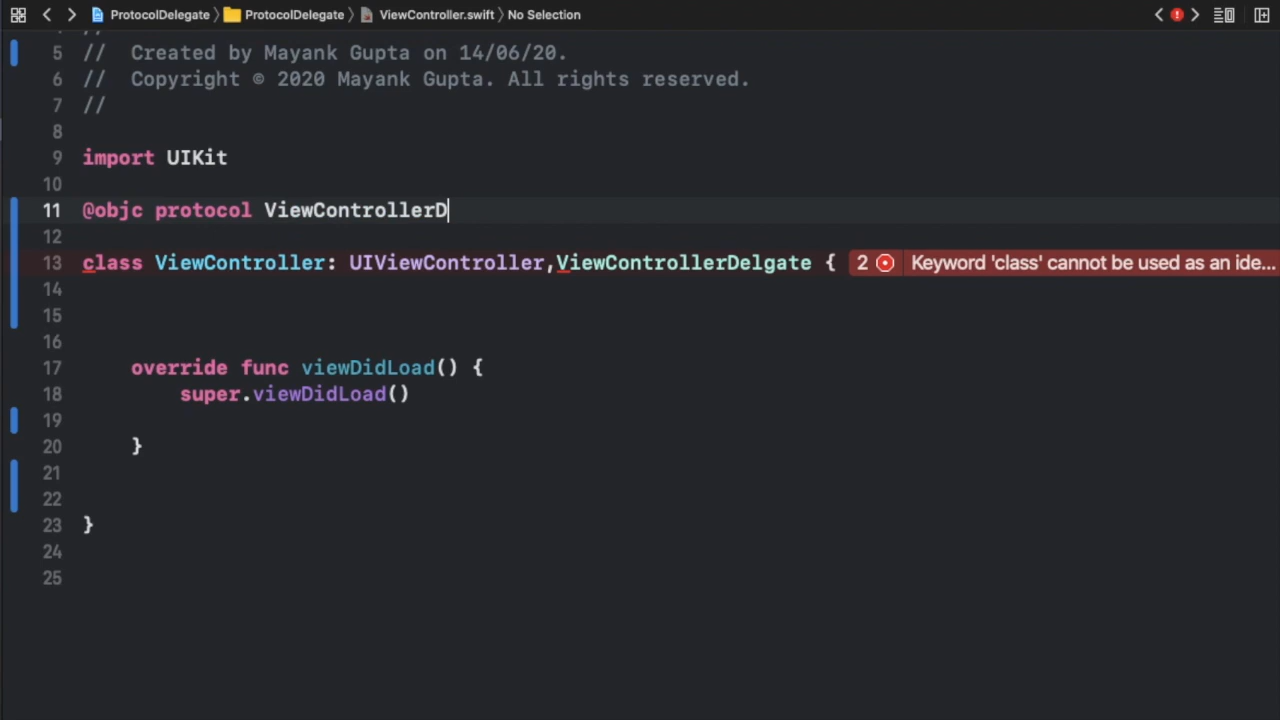 ProtocolDelegate 〉 ProtocolDelegate 〉 ViewController.swift 〉 No Selection
5 //  Created by Mayank Gupta on 14/06/20.
6 //  Copyright © 2020 Mayank Gupta. All rights reserved.
7 //
8
9 import UIKit
10
11 @objc protocol ViewControllerD
12
13 class ViewController: UIViewController,ViewControllerDelgate { 2 Keyword 'class' cannot be used as an ide...
14
15
16
17     override func viewDidLoad() {
18         super.viewDidLoad()
19
20     }
21
22
23 }
24
25